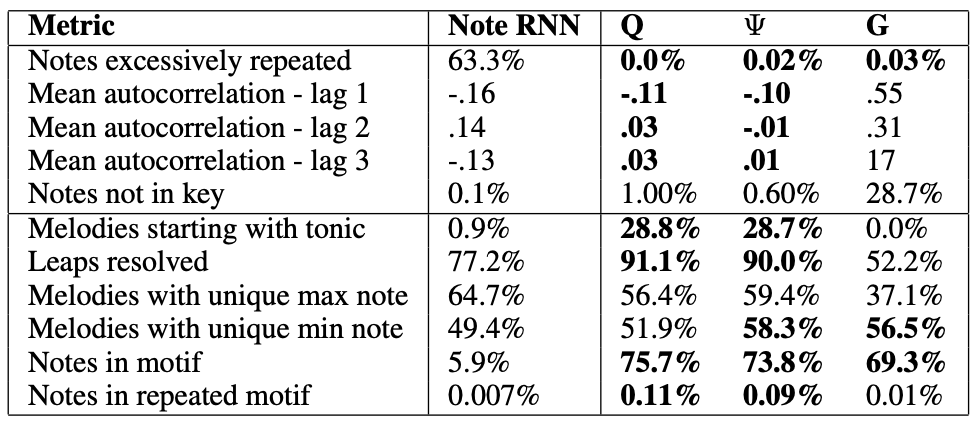 Metric Note RNN Q Ψ G
Notes excessively repeated 63.3% 0.0% 0.02% 0.03%
Mean autocorrelation - lag 1 -.16 -.11 -.10 .55
Mean autocorrelation - lag 2 .14 .03 -.01 .31
Mean autocorrelation - lag 3 -.13 .03 .01 17
Notes not in key 0.1% 1.00% 0.60% 28.7%
Melodies starting with tonic 0.9% 28.8% 28.7% 0.0%
Leaps resolved 77.2% 91.1% 90.0% 52.2%
Melodies with unique max note 64.7% 56.4% 59.4% 37.1%
Melodies with unique min note 49.4% 51.9% 58.3% 56.5%
Notes in motif 5.9% 75.7% 73.8% 69.3%
Notes in repeated motif 0.007% 0.11% 0.09% 0.01%